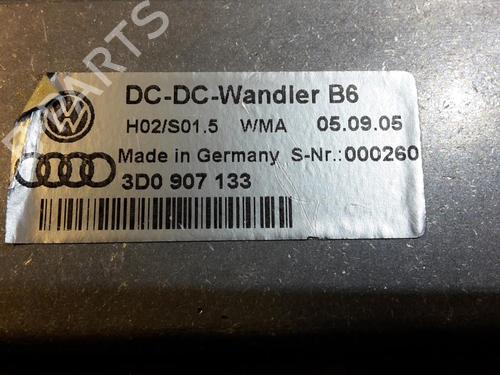 PARTS
DC-DC-Wandler B6
H02/S01.5 WMA 05.09.05
Made in Germany S-Nr.:000260
3D0 907 133